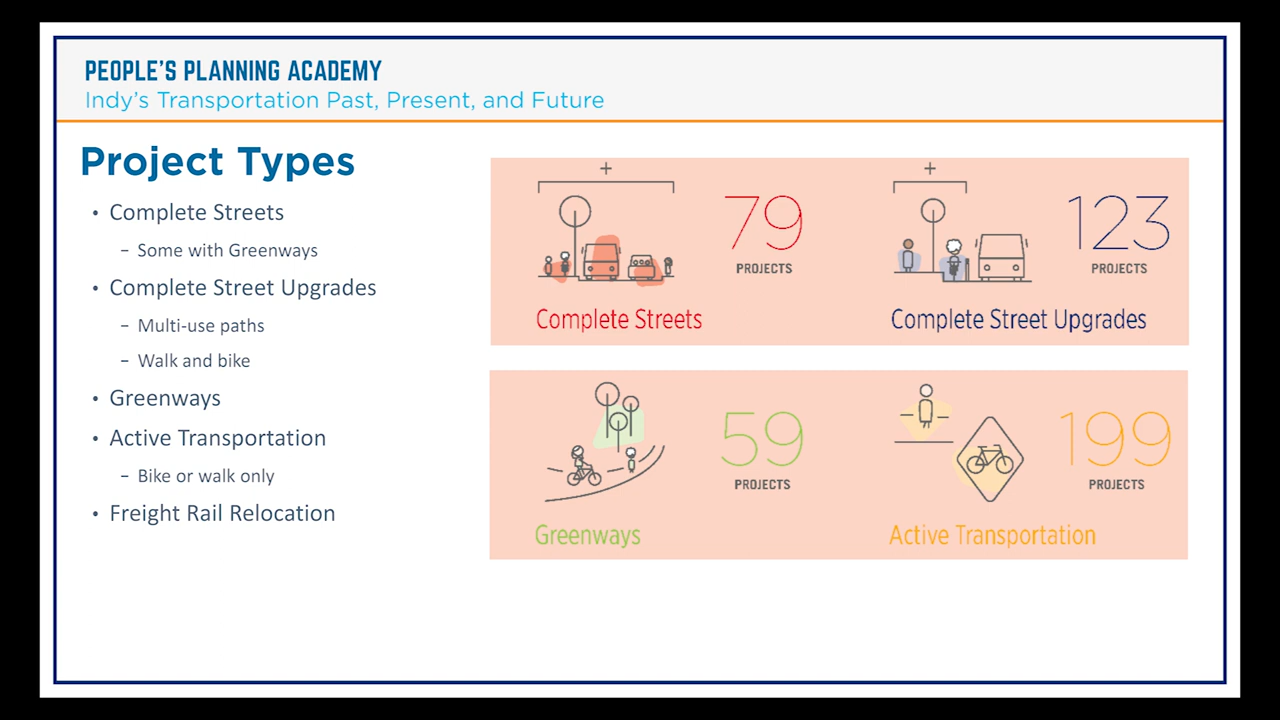 PEOPLE'S PLANNING ACADEMY
Indy's Transportation Past, Present, and Future
Project Types
• Complete Streets
– Some with Greenways
• Complete Street Upgrades
– Multi-use paths
– Walk and bike
• Greenways
• Active Transportation
– Bike or walk only
• Freight Rail Relocation
+
79
PROJECTS
Complete Streets
+
123
PROJECTS
Complete Street Upgrades
59
PROJECTS
Greenways
199
PROJECTS
Active Transportation